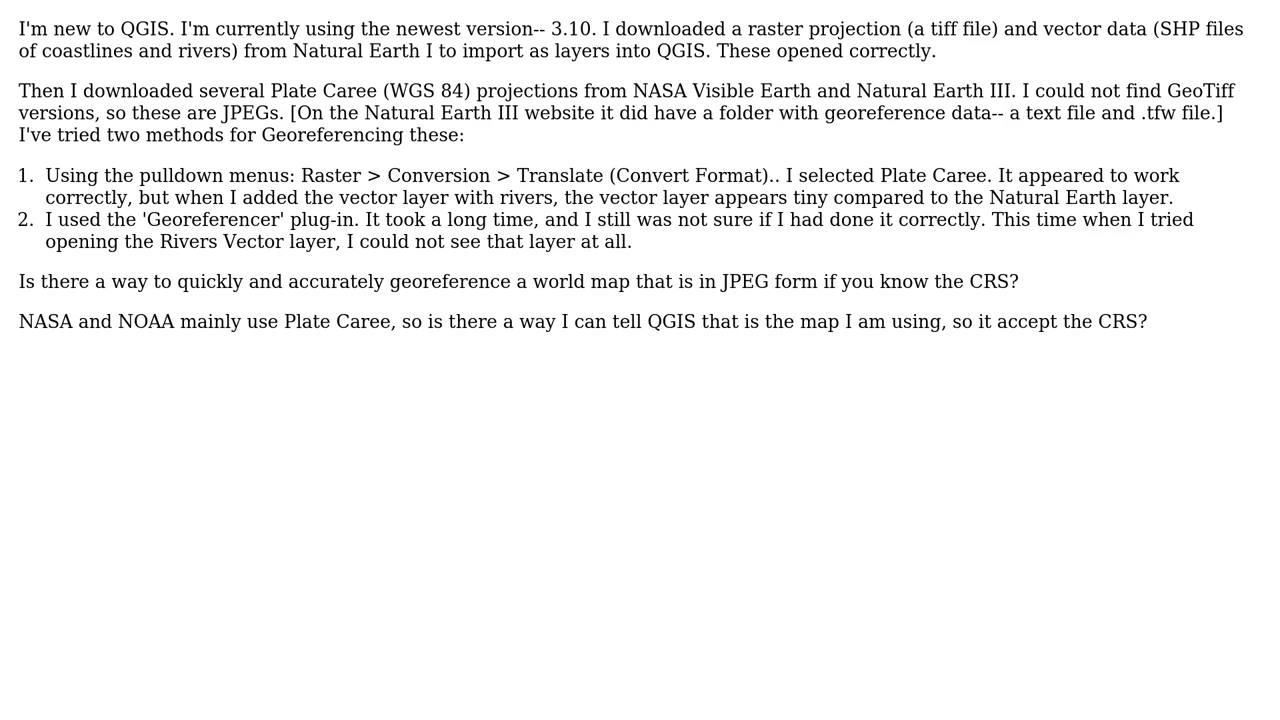 I'm new to QGIS. I'm currently using the newest version-- 3.10. I downloaded a raster projection (a tiff file) and vector data (SHP files
of coastlines and rivers) from Natural Earth I to import as layers into QGIS. These opened correctly.
Then I downloaded several Plate Caree (WGS 84) projections from NASA Visible Earth and Natural Earth III. I could not find GeoTiff
versions, so these are JPEGs. [On the Natural Earth III website it did have a folder with georeference data-- a text file and .tfw file.]
I've tried two methods for Georeferencing these:
1. Using the pulldown menus: Raster > Conversion > Translate (Convert Format).. I selected Plate Caree. It appeared to work
correctly, but when I added the vector layer with rivers, the vector layer appears tiny compared to the Natural Earth layer.
2. I used the 'Georeferencer' plug-in. It took a long time, and I still was not sure if I had done it correctly. This time when I tried
opening the Rivers Vector layer, I could not see that layer at all.
Is there a way to quickly and accurately georeference a world map that is in JPEG form if you know the CRS?
NASA and NOAA mainly use Plate Caree, so is there a way I can tell QGIS that is the map I am using, so it accept the CRS?